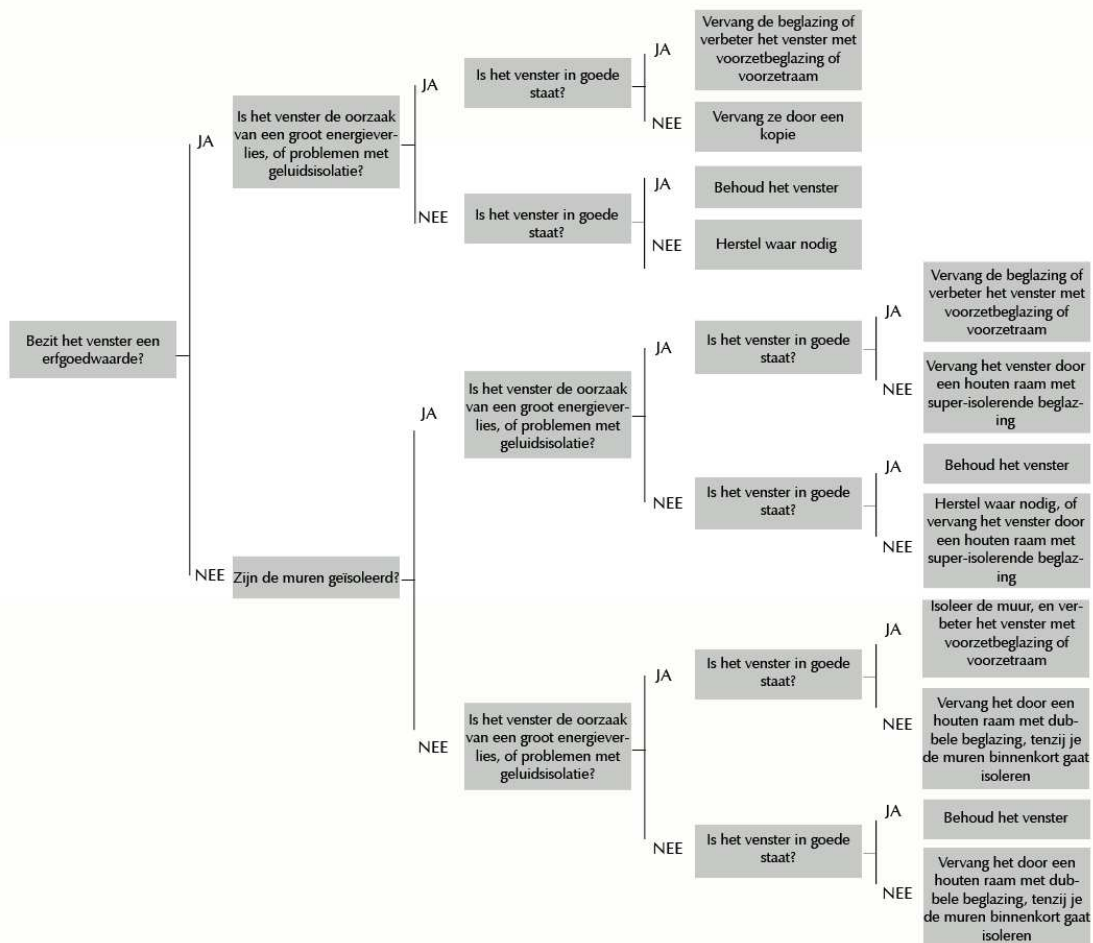 Bezit het venster een
erfgoedwaarde?
JA
Is het venster de oorzaak
van een groot energiever-
lies, of problemen met
geluidsisolatie?
JA
Is het venster in goede
staat?
JA
Vervang de beglazing of
verbeter het venster met
voorzetbeglazing of
voorzetraam
NEE
Vervang ze door een
kopie
NEE
Is het venster in goede
staat?
JA
Behoud het venster
NEE
Herstel waar nodig
NEE
Zijn de muren geïsoleerd?
JA
Is het venster de oorzaak
van een groot energiever-
lies, of problemen met
geluidsisolatie?
JA
Is het venster in goede
staat?
JA
Vervang de beglazing of
verbeter het venster met
voorzetbeglazing of
voorzetraam
NEE
Vervang het venster door
een houten raam met
super-isolerende beglaz-
ing
NEE
Is het venster in goede
staat?
JA
Behoud het venster
NEE
Herstel waar nodig, of
vervang het venster door
een houten raam met
super-isolerende beglaz-
ing
NEE
Is het venster de oorzaak
van een groot energiever-
lies, of problemen met
geluidsisolatie?
JA
Is het venster in goede
staat?
JA
Isoleer de muur, en ver-
beter het venster met
voorzetbeglazing of
voorzetraam
NEE
Vervang het door een
houten raam met dub-
bele beglazing, tenzij je
de muren binnenkort gaat
isoleren
NEE
Is het venster in goede
staat?
JA
Behoud het venster
NEE
Vervang het door een
houten raam met dub-
bele beglazing, tenzij je
de muren binnenkort gaat
isoleren